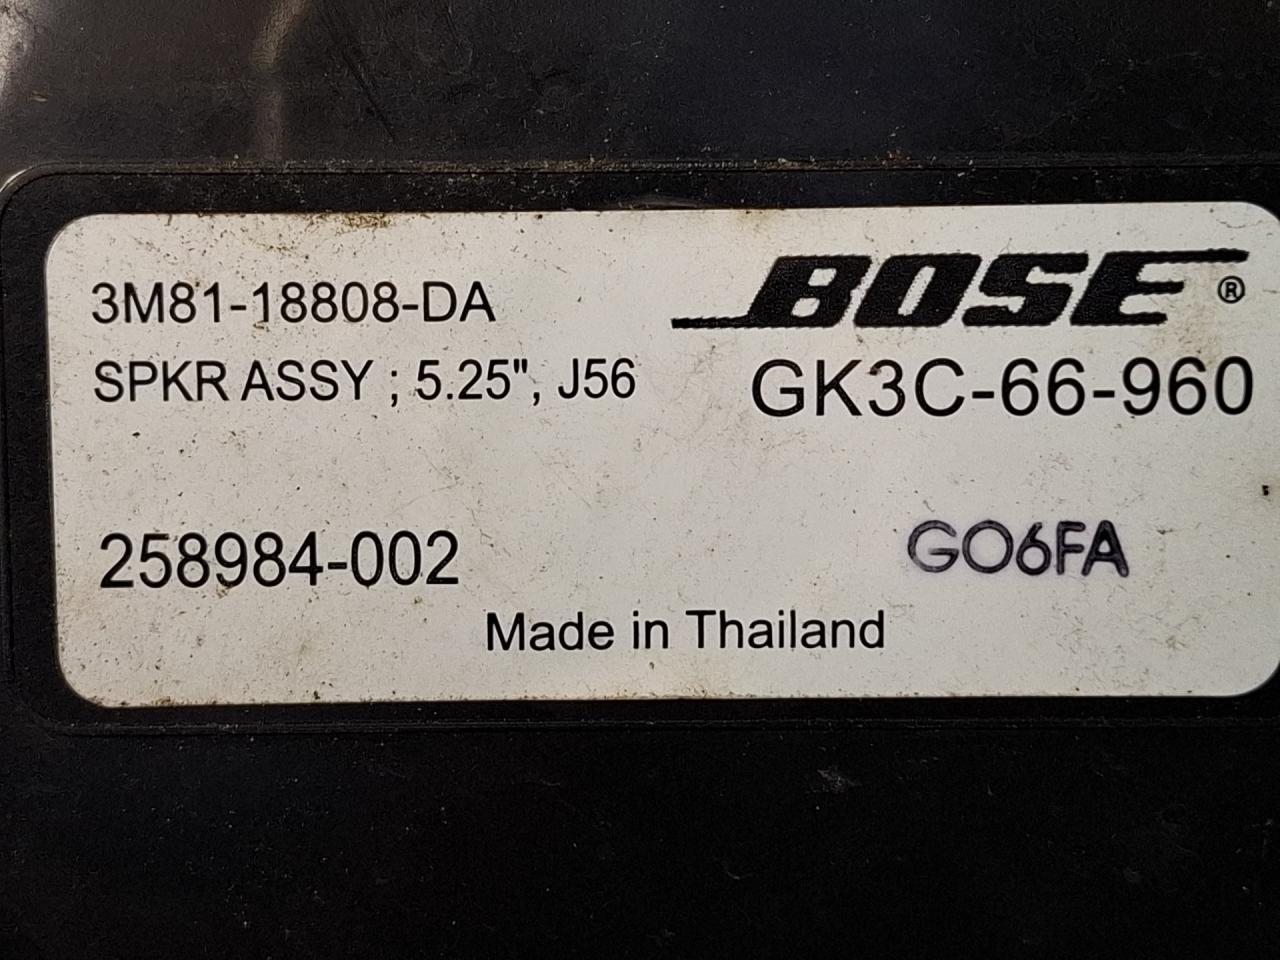 3M81-18808-DA
BOSE®
SPKR ASSY ; 5.25", J56
GK3C-66-960
258984-002
GO6FA
Made in Thailand